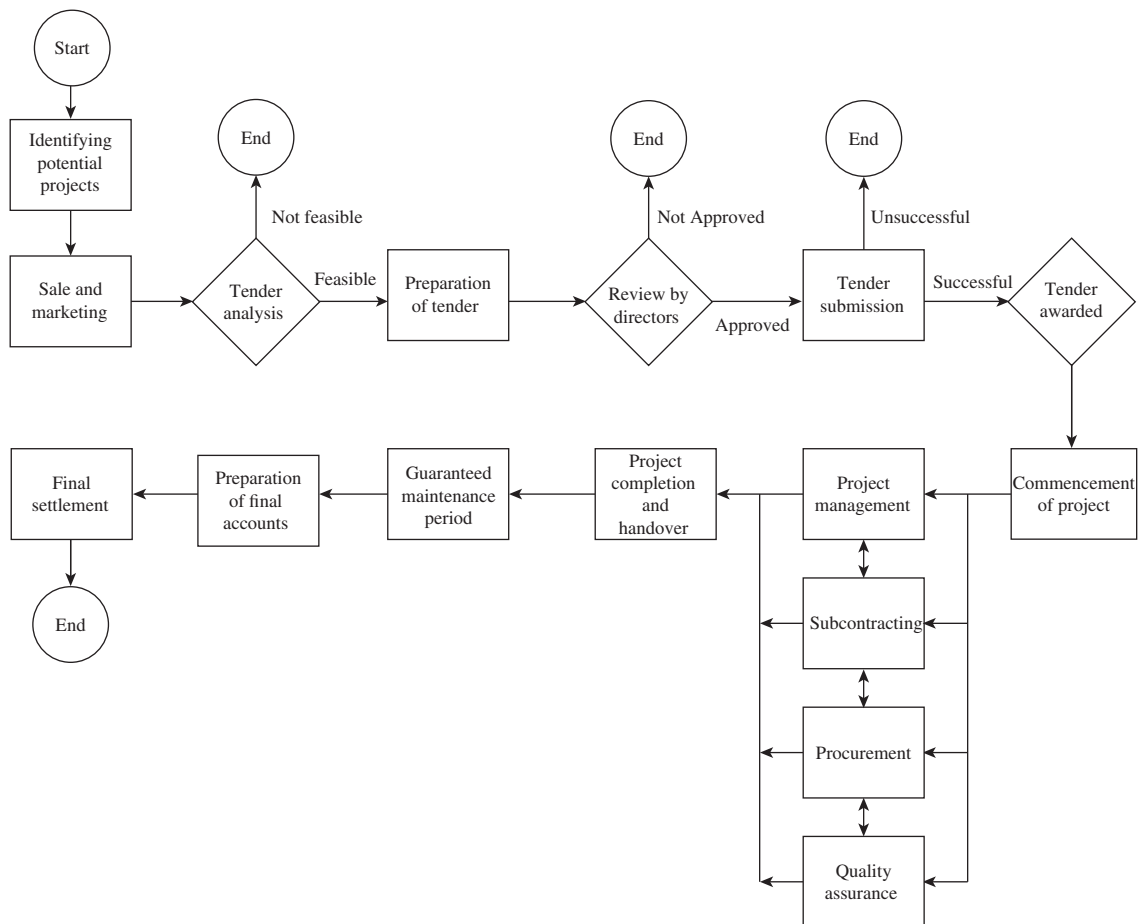 Start
Identifying
potential
projects
Sale and
marketing
End
Not feasible
Tender
analysis
Feasible
Preparation
of tender
End
Not Approved
Review by
directors
Approved
End
Unsuccessful
Tender
submission
Successful
Tender
awarded
Commencement
of project
Project
management
Subcontracting
Procurement
Quality
assurance
Project
completion
and
handover
Guaranteed
maintenance
period
Preparation
of final
accounts
Final
settlement
End